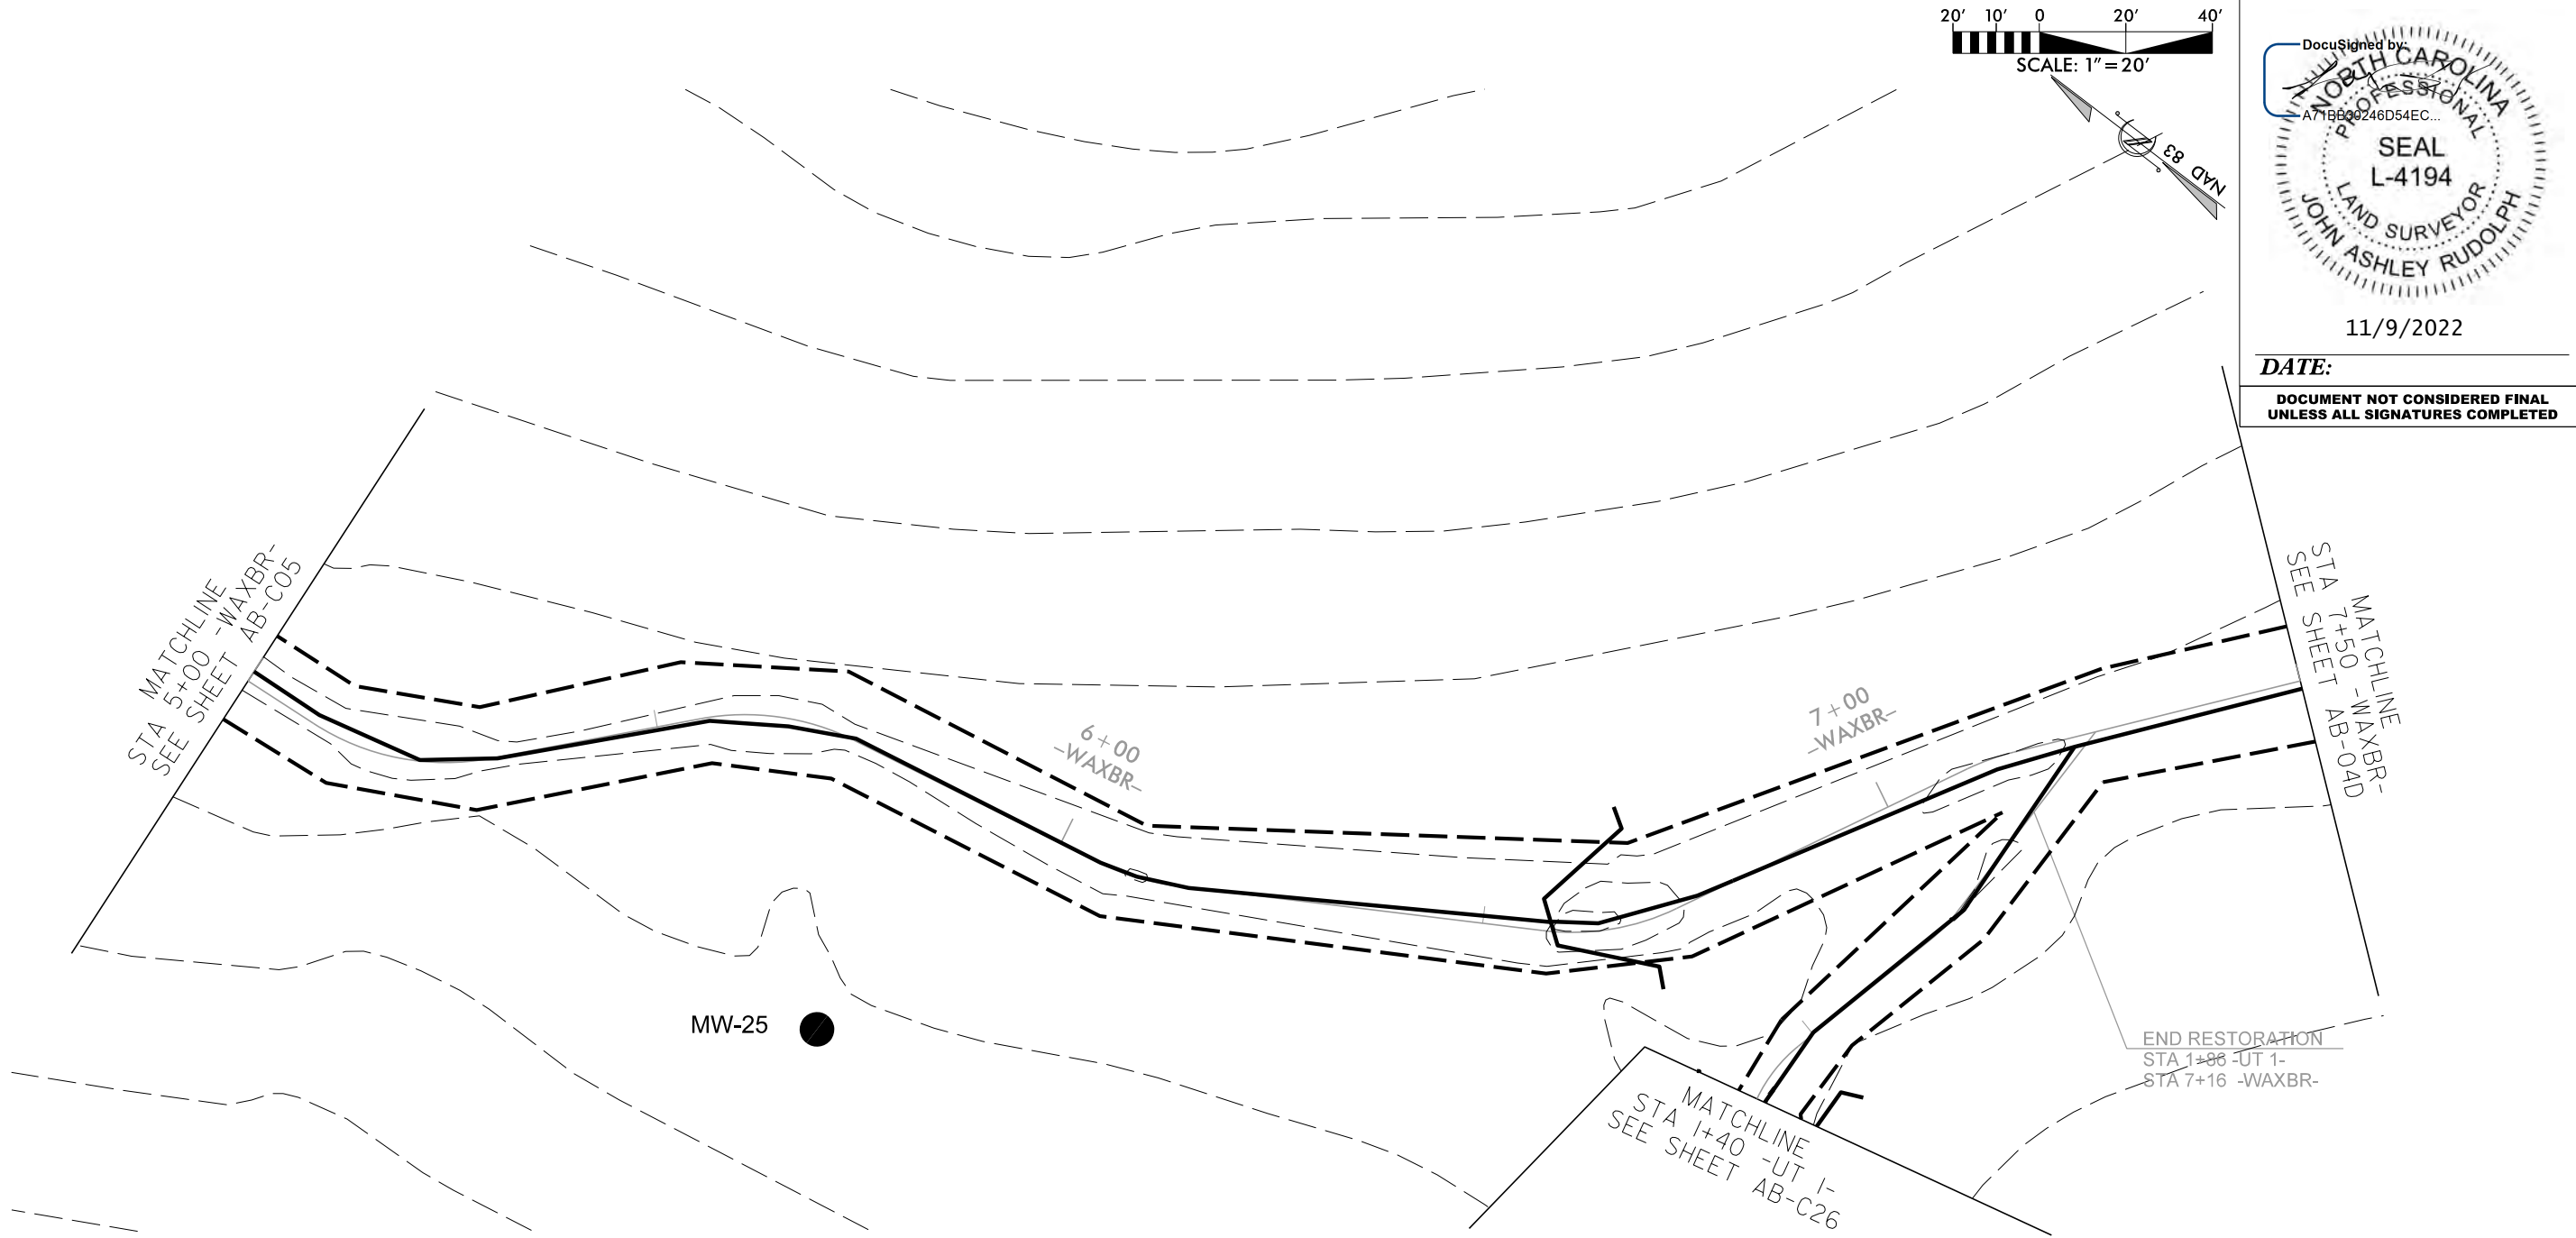 20' 10' 0 20' 40'
SCALE: 1"=20'
NAD 83
DocuSigned by:
A71BB30246D54EC...
NORTH CAROLINA
PROFESSIONAL
SEAL
L-4194
LAND SURVEYOR
JOHN ASHLEY RUDOLPH
11/9/2022
DATE:
DOCUMENT NOT CONSIDERED FINAL
UNLESS ALL SIGNATURES COMPLETED
MATCHLINE
STA 5+00 -WAXBR-
SEE SHEET AB-C05
6+00
-WAXBR-
7+00
-WAXBR-
MATCHLINE
STA 7+50 -WAXBR-
SEE SHEET AB-04D
MW-25
END RESTORATION
STA 1+86 -UT 1-
STA 7+16 -WAXBR-
MATCHLINE
STA 1+40 -UT 1-
SEE SHEET AB-C26